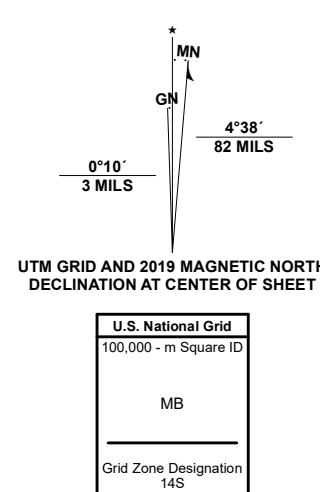 ★
MN
GN
4°38´
82 MILS
0°10´
3 MILS
UTM GRID AND 2019 MAGNETIC NORTH
DECLINATION AT CENTER OF SHEET
U.S. National Grid
100,000 - m Square ID
MB
Grid Zone Designation
14S